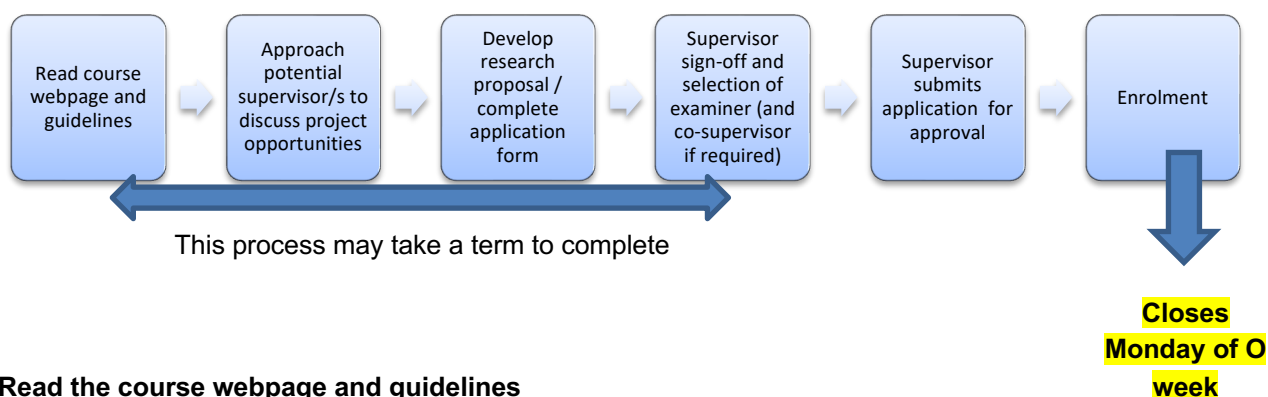 Read course
webpage and
guidelines
Approach
potential
supervisor/s to
discuss project
opportunities
Develop
research
proposal /
complete
application
form
Supervisor
sign-off and
selection of
examiner (and
co-supervisor
if required)
Supervisor
submits
application for
approval
Enrolment
This process may take a term to complete
Closes
Monday of O
week
Read the course webpage and guidelines